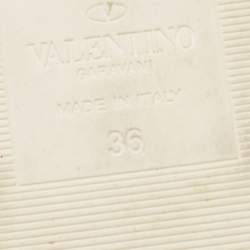 VALENTINO
GARAVANI
MADE IN ITALY
36